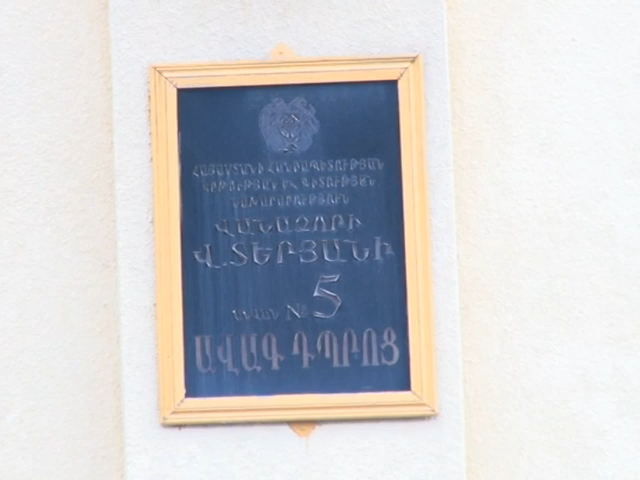 ՀԱՅԱՍՏԱՆԻ ՀԱՆՐԱՊԵՏՈՒԹՅԱՆ
ԿՐԹՈՒԹՅԱՆ ԵՎ ԳԻՏՈՒԹՅԱՆ
ՆԱԽԱՐԱՐՈՒԹՅՈՒՆ
ՎԱՆԱՁՈՐԻ
Վ.ՏԵՐՅԱՆԻ
ԱՆՎԱՆ № 5
ԱՎԱԳ ԴՊՐՈՑ